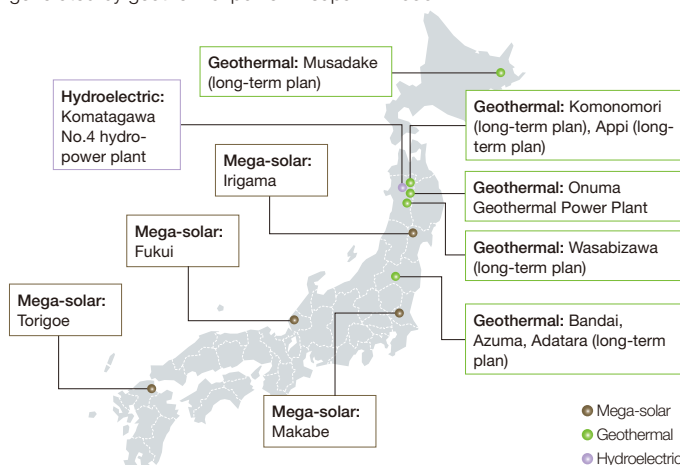 Geothermal: Musadake
(long-term plan)
Hydroelectric:
Komatagawa
No.4 hydro-
power plant
Geothermal: Komonomori
(long-term plan), Appi (long-
term plan)
Mega-solar:
Irigama
Geothermal: Onuma
Geothermal Power Plant
Mega-solar:
Fukui
Geothermal: Wasabizawa
(long-term plan)
Mega-solar:
Torigoe
Geothermal: Bandai,
Azuma, Adatara (long-term
plan)
Mega-solar:
Makabe
Mega-solar
Geothermal
Hydroelectric